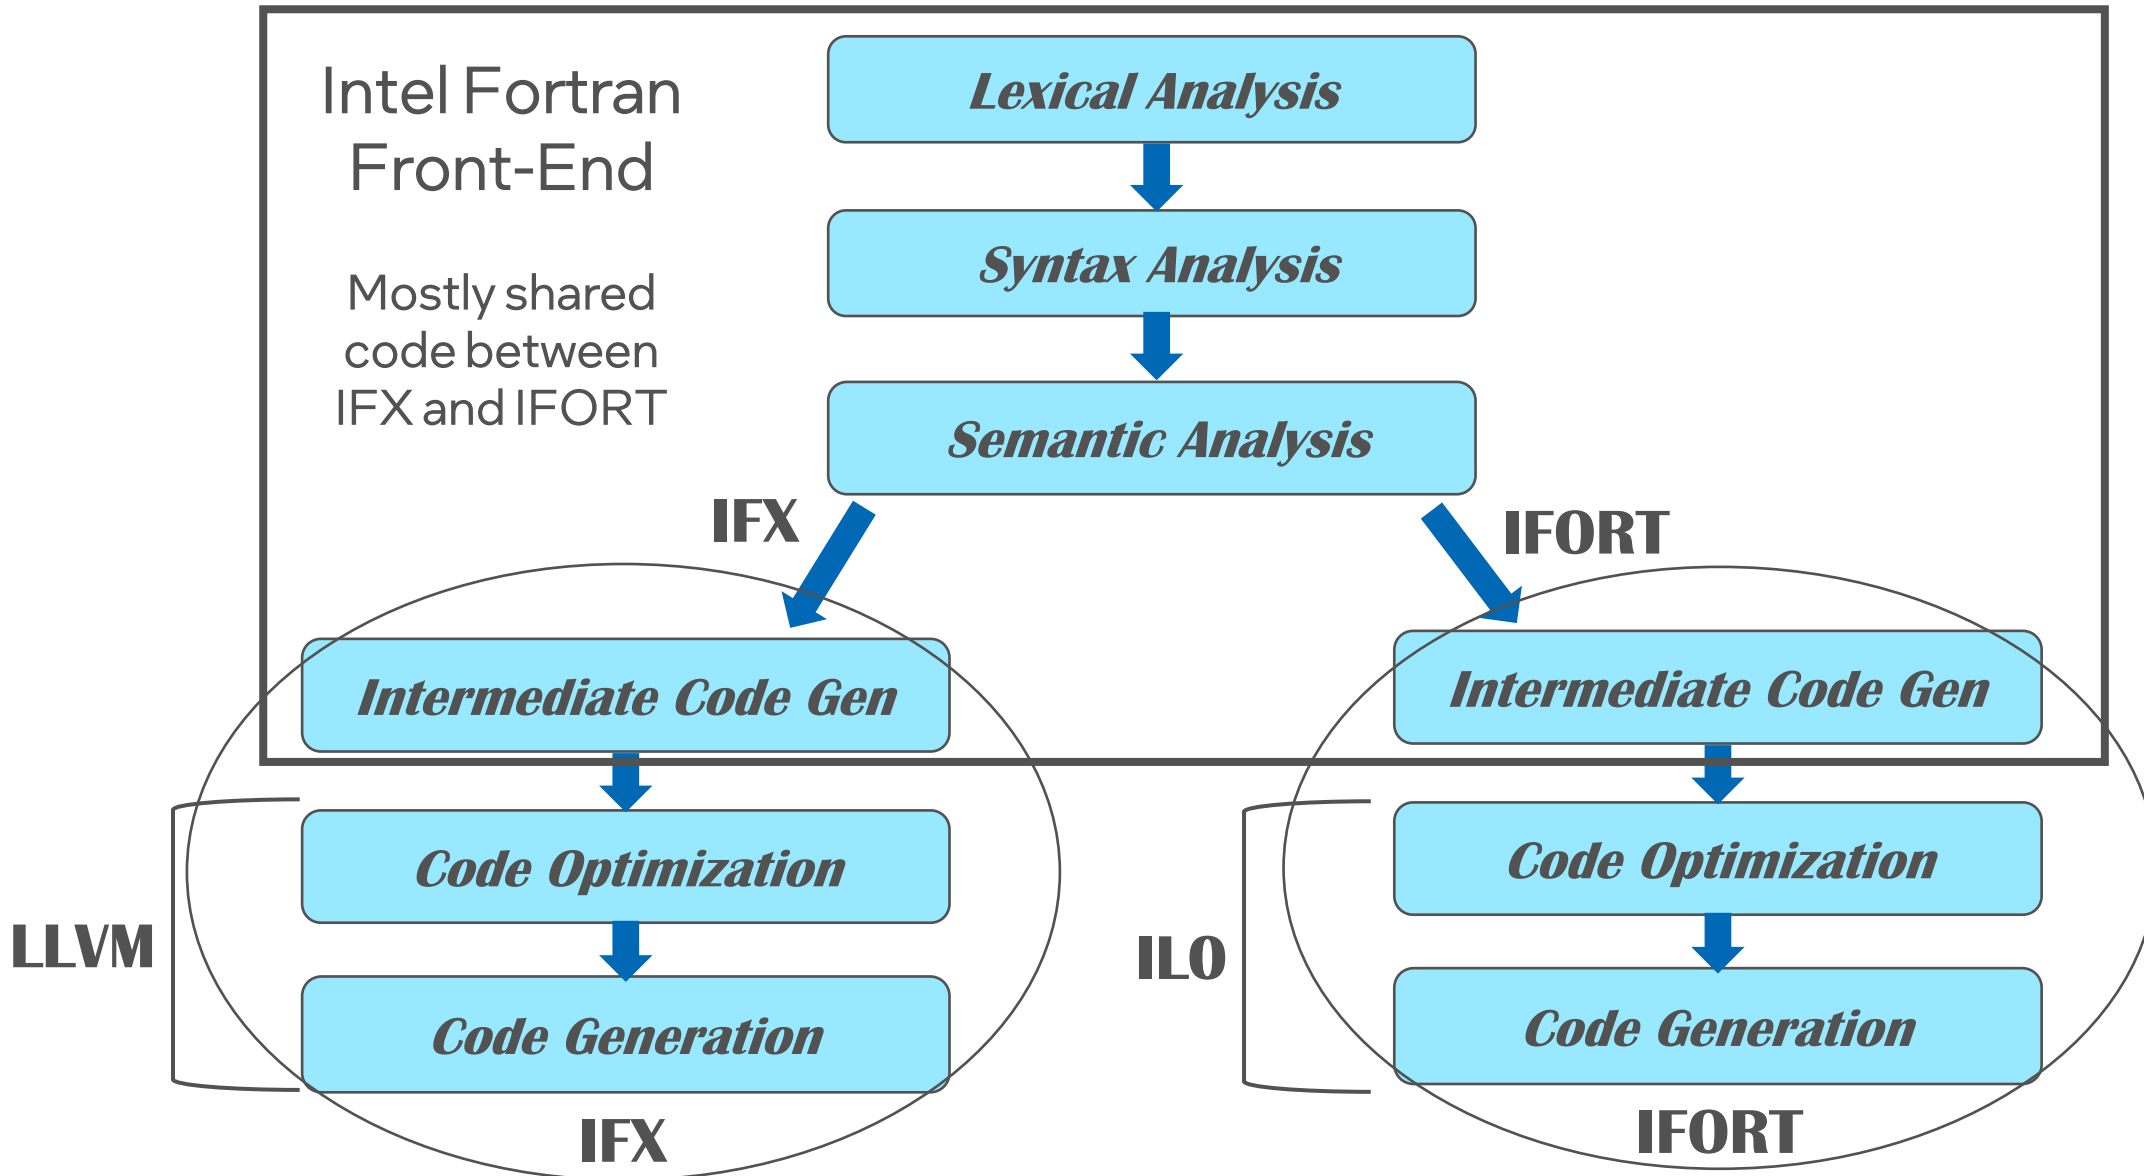 Intel Fortran
Front-End
Mostly shared
code between
IFX and IFORT
Lexical Analysis
Syntax Analysis
Semantic Analysis
IFX
IFORT
Intermediate Code Gen
Intermediate Code Gen
LLVM
Code Optimization
Code Generation
IFX
ILO
Code Optimization
Code Generation
IFORT